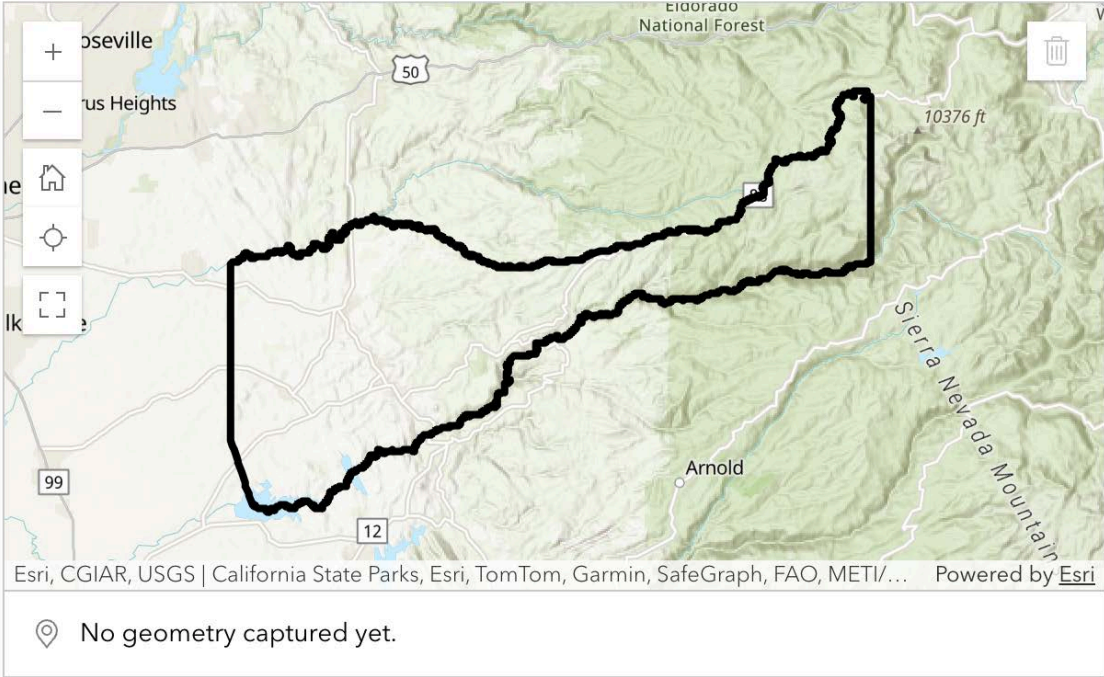 Eldorado
National Forest
oseville
50
rus Heights
10376 ft
Sierra Nevada Mountain
99
Arnold
12
Esri, CGIAR, USGS | California State Parks, Esri, TomTom, Garmin, SafeGraph, FAO, METI/…
Powered by Esri
No geometry captured yet.